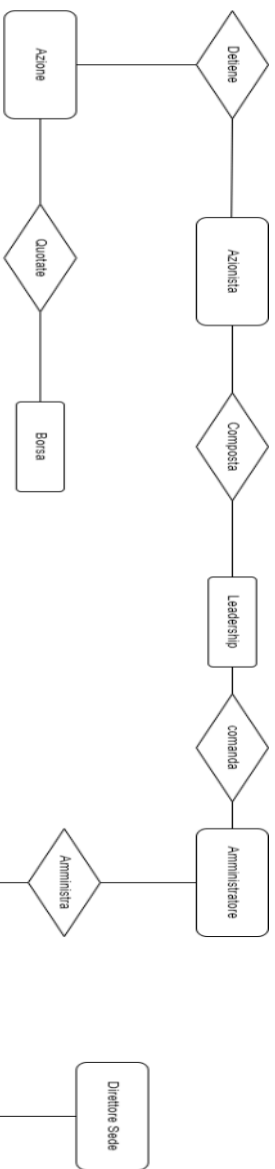 Detiene
Azionista
Composta
Leadership
comanda
Amministratore
Direttore Sede
Amministra
Azione
Quotate
Borsa